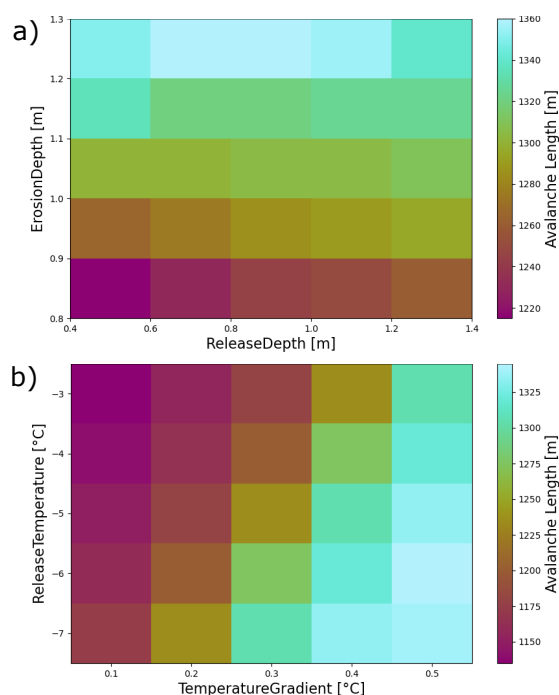 a)
1.3
1.2
1.1
1.0
0.9
0.8
ErosionDepth [m]
0.4 0.6 0.8 1.0 1.2 1.4
ReleaseDepth [m]
1360
1340
1320
1300
1280
1260
1240
1220
Avalanche Length [m]
b)
−3
−4
−5
−6
−7
ReleaseTemperature [°C]
0.1 0.2 0.3 0.4 0.5
TemperatureGradient [°C]
1325
1300
1275
1250
1225
1200
1175
1150
Avalanche Length [m]